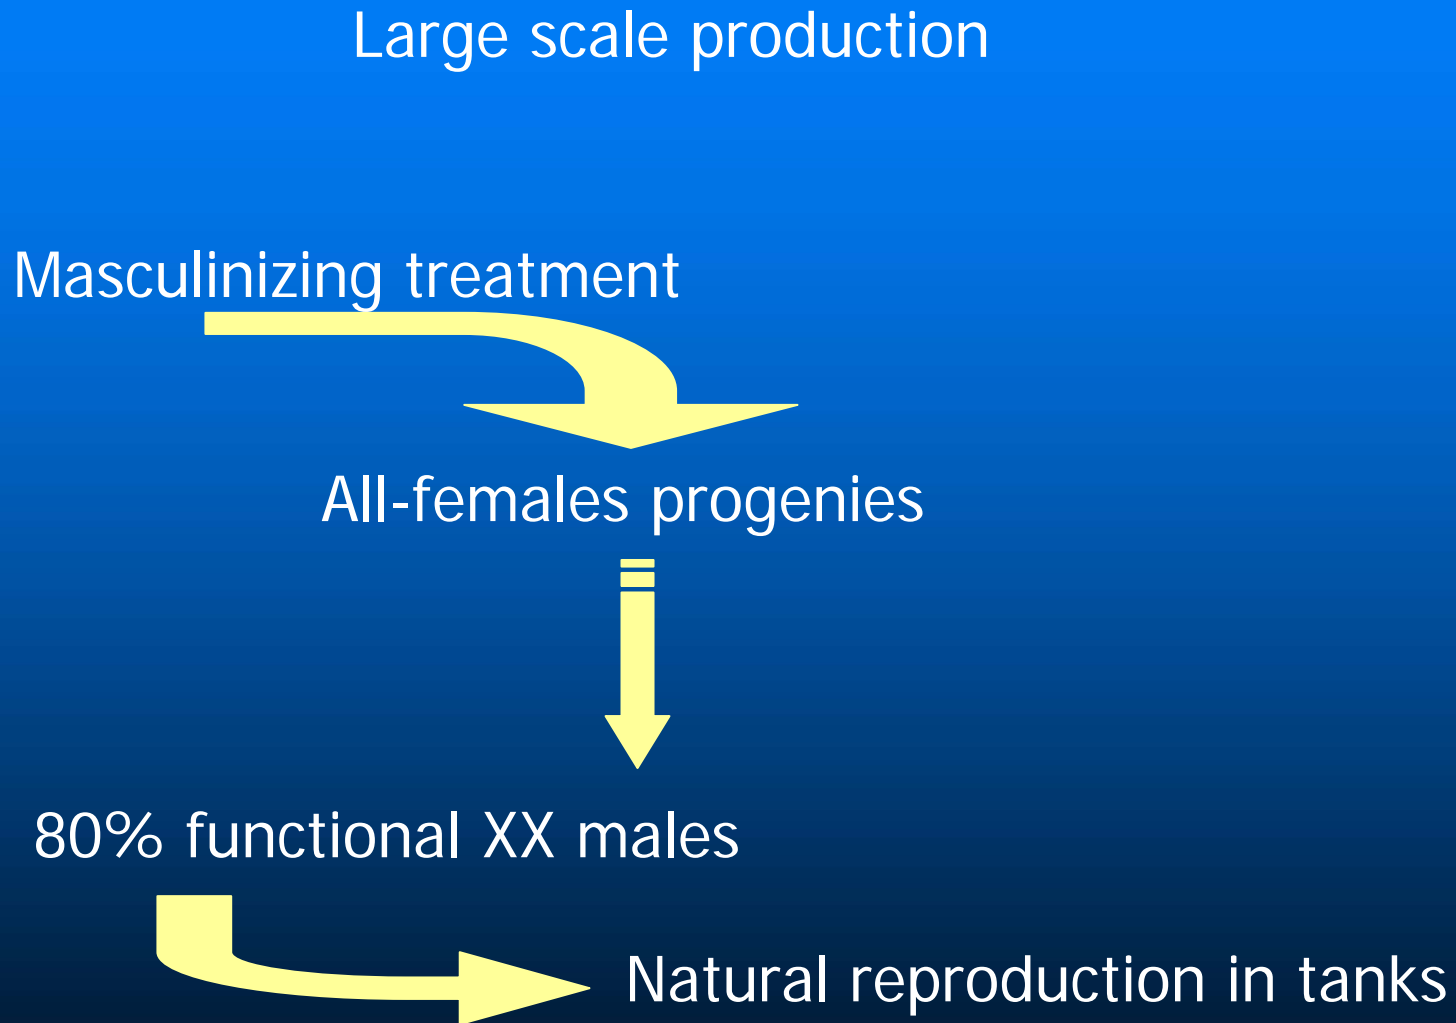 Large scale production
Masculinizing treatment
All-females progenies
80% functional XX males
Natural reproduction in tanks